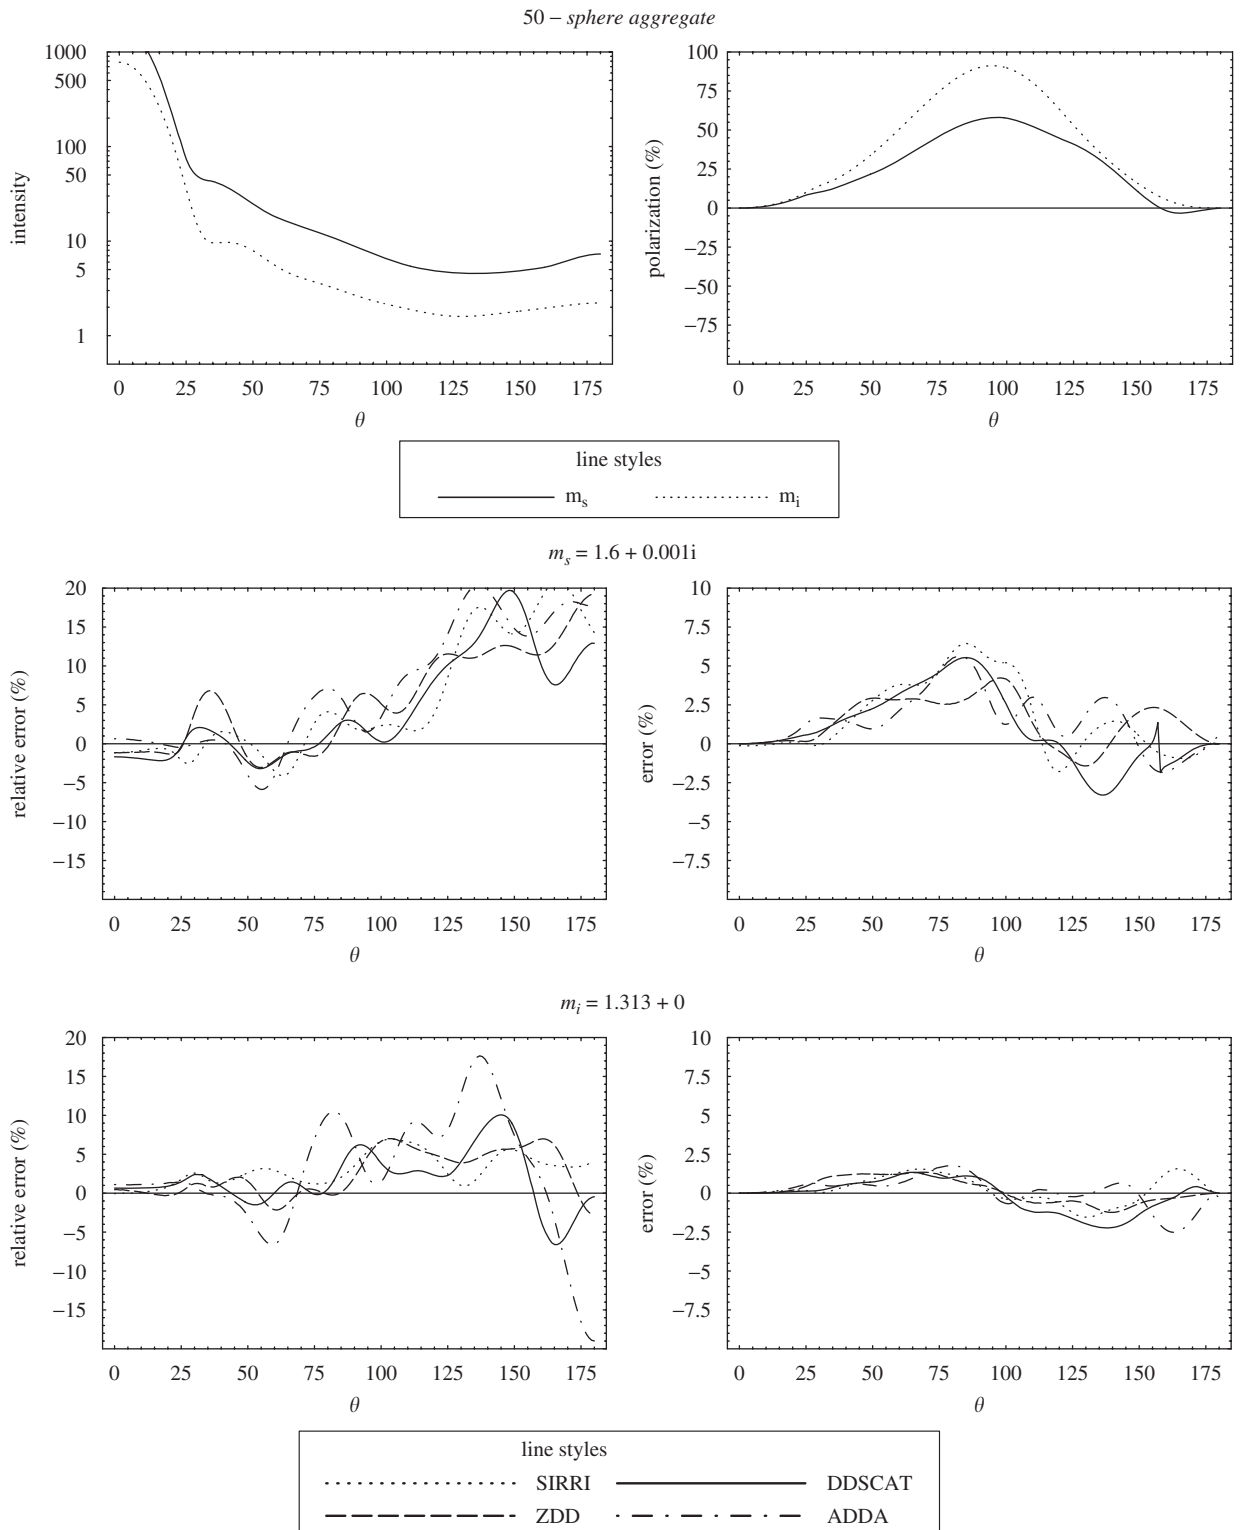 50 – sphere aggregate
1000
500
100
50
10
5
1
intensity
0 25 50 75 100 125 150 175
θ
100
75
50
25
0
−25
−50
−75
polarization (%)
0 25 50 75 100 125 150 175
θ
line styles
m_s m_i
m_s = 1.6 + 0.001i
20
15
10
5
0
−5
−10
−15
relative error (%)
0 25 50 75 100 125 150 175
θ
10
7.5
5
2.5
0
−2.5
−5
−7.5
error (%)
0 25 50 75 100 125 150 175
θ
m_i = 1.313 + 0
20
15
10
5
0
−5
−10
−15
relative error (%)
0 25 50 75 100 125 150 175
θ
10
7.5
5
2.5
0
−2.5
−5
−7.5
error (%)
0 25 50 75 100 125 150 175
θ
line styles
SIRRI DDSCAT
ZDD ADDA